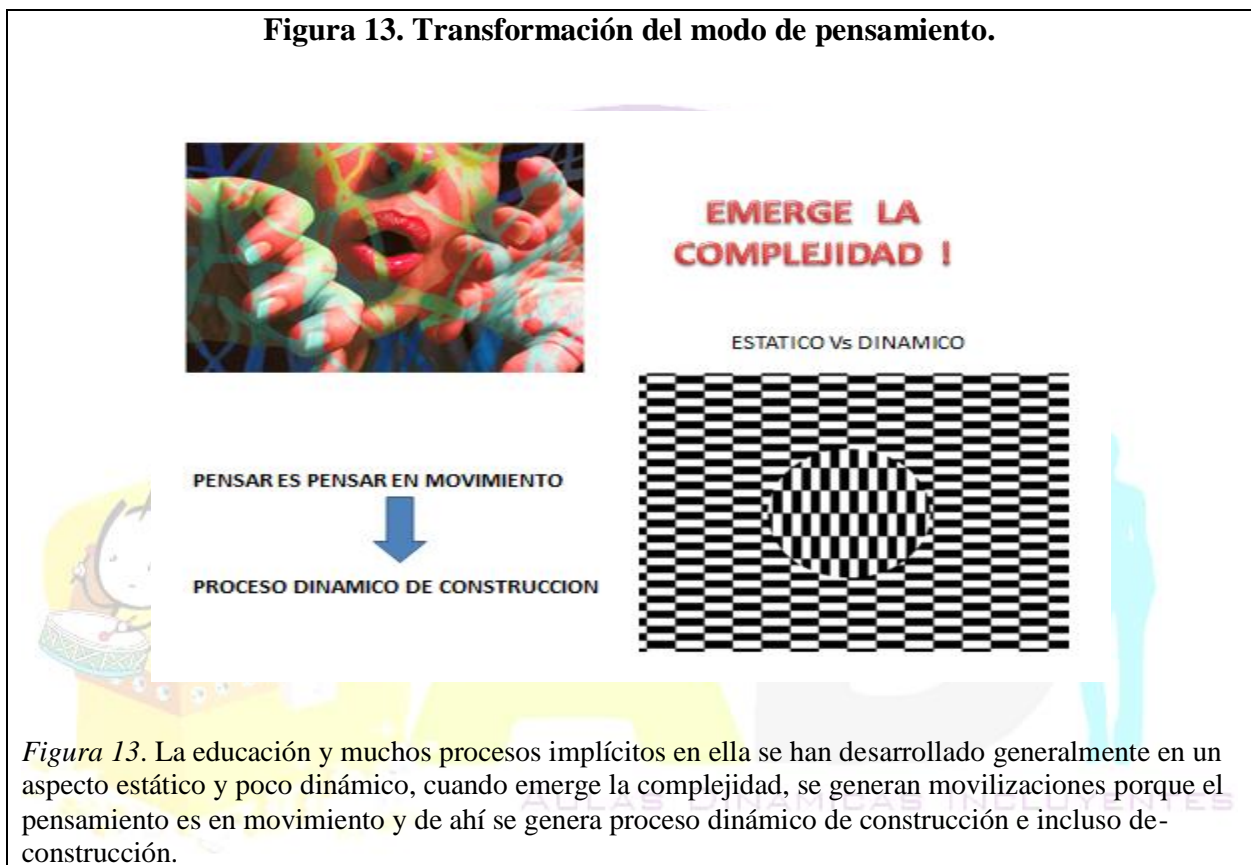 Figura 13. Transformación del modo de pensamiento.
EMERGE LA
COMPLEJIDAD !
ESTATICO Vs DINAMICO
PENSAR ES PENSAR EN MOVIMIENTO
PROCESO DINAMICO DE CONSTRUCCION
Figura 13. La educación y muchos procesos implícitos en ella se han desarrollado generalmente en un
aspecto estático y poco dinámico, cuando emerge la complejidad, se generan movilizaciones porque el
pensamiento es en movimiento y de ahí se genera proceso dinámico de construcción e incluso de-
construcción.
AULAS DINÁMICAS INCLUYENTES